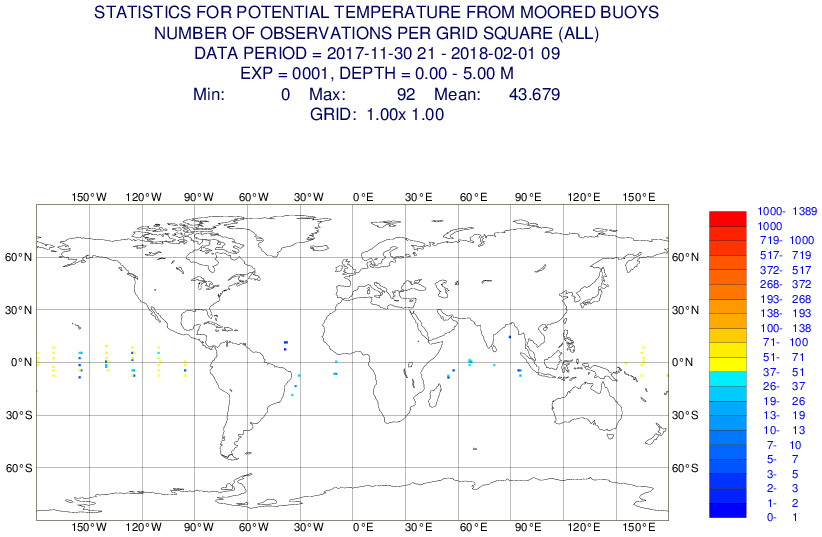 STATISTICS FOR POTENTIAL TEMPERATURE FROM MOORED BUOYS
NUMBER OF OBSERVATIONS PER GRID SQUARE (ALL)
DATA PERIOD = 2017-11-30 21 - 2018-02-01 09
EXP = 0001, DEPTH = 0.00 - 5.00 M
Min: 0 Max: 92 Mean: 43.679
GRID: 1.00x 1.00
150°W 120°W 90°W 60°W 30°W 0°E 30°E 60°E 90°E 120°E 150°E
60°N
30°N
0°N
30°S
60°S
150°W 120°W 90°W 60°W 30°W 0°E 30°E 60°E 90°E 120°E 150°E
1000- 1389
1000
719- 1000
517- 719
372- 517
268- 372
193- 268
138- 193
100- 138
71- 100
51- 71
37- 51
26- 37
19- 26
13- 19
10- 13
7- 10
5- 7
3- 5
2- 3
1- 2
0- 1